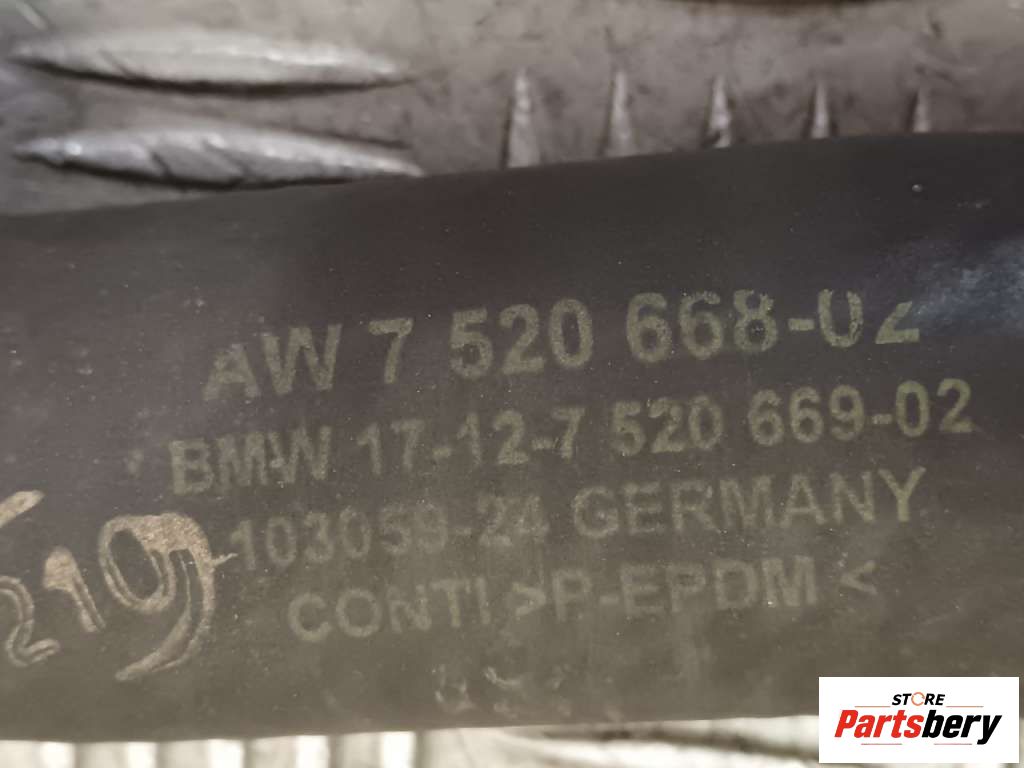 AW 7 520 668-02
BMW 17-12-7 520 669-02
103059-24 GERMANY
CONTI >P-EPDM <
STORE
Partsbery